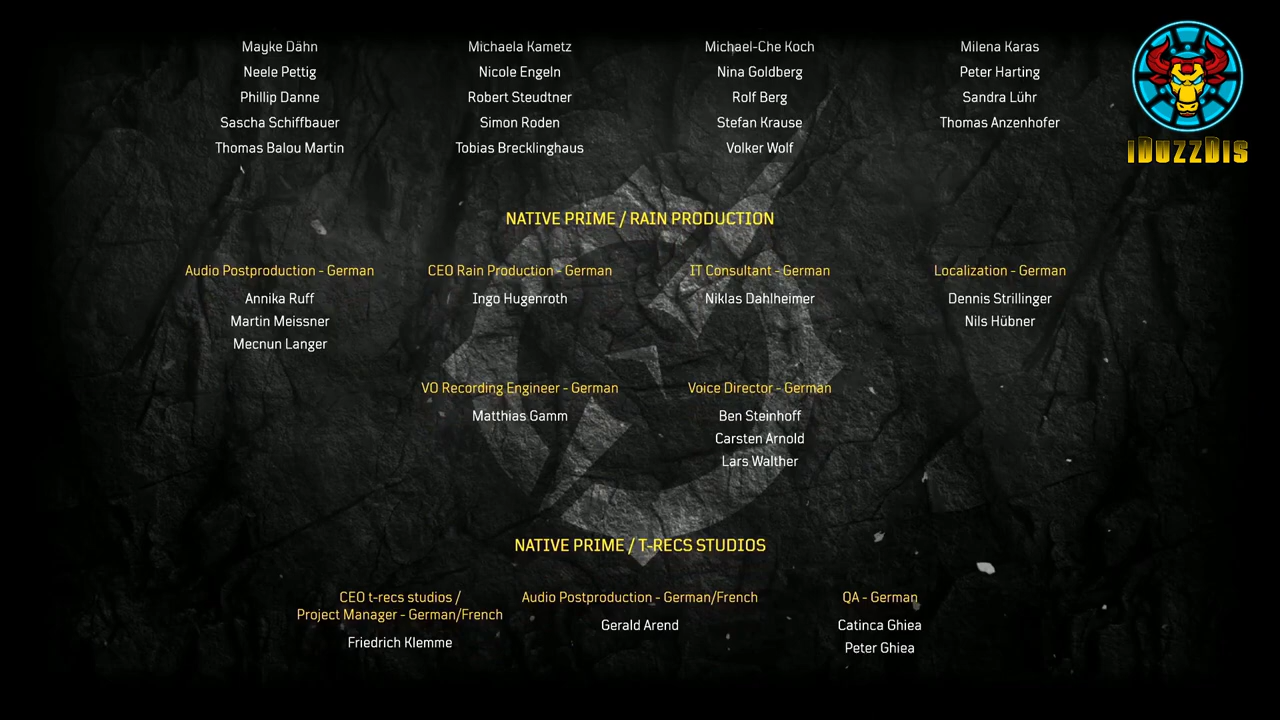 Mayke Dähn Michaela Kametz Michael-Che Koch Milena Karas
Neele Pettig Nicole Engeln Nina Goldberg Peter Harting
Phillip Danne Robert Steudtner Rolf Berg Sandra Lühr
Sascha Schiffbauer Simon Roden Stefan Krause Thomas Anzenhofer
Thomas Balou Martin Tobias Brecklinghaus Volker Wolf
iDuzzDis
NATIVE PRIME / RAIN PRODUCTION
Audio Postproduction - German CEO Rain Production - German IT Consultant - German Localization - German
Annika Ruff Ingo Hugenroth Niklas Dahlheimer Dennis Strillinger
Martin Meissner Nils Hübner
Mecnun Langer
VO Recording Engineer - German Voice Director - German
Matthias Gamm Ben Steinhoff
Carsten Arnold
Lars Walther
NATIVE PRIME / T-RECS STUDIOS
CEO t-recs studios / Audio Postproduction - German/French QA - German
Project Manager - German/French
Friedrich Klemme Gerald Arend Catinca Ghiea
Peter Ghiea